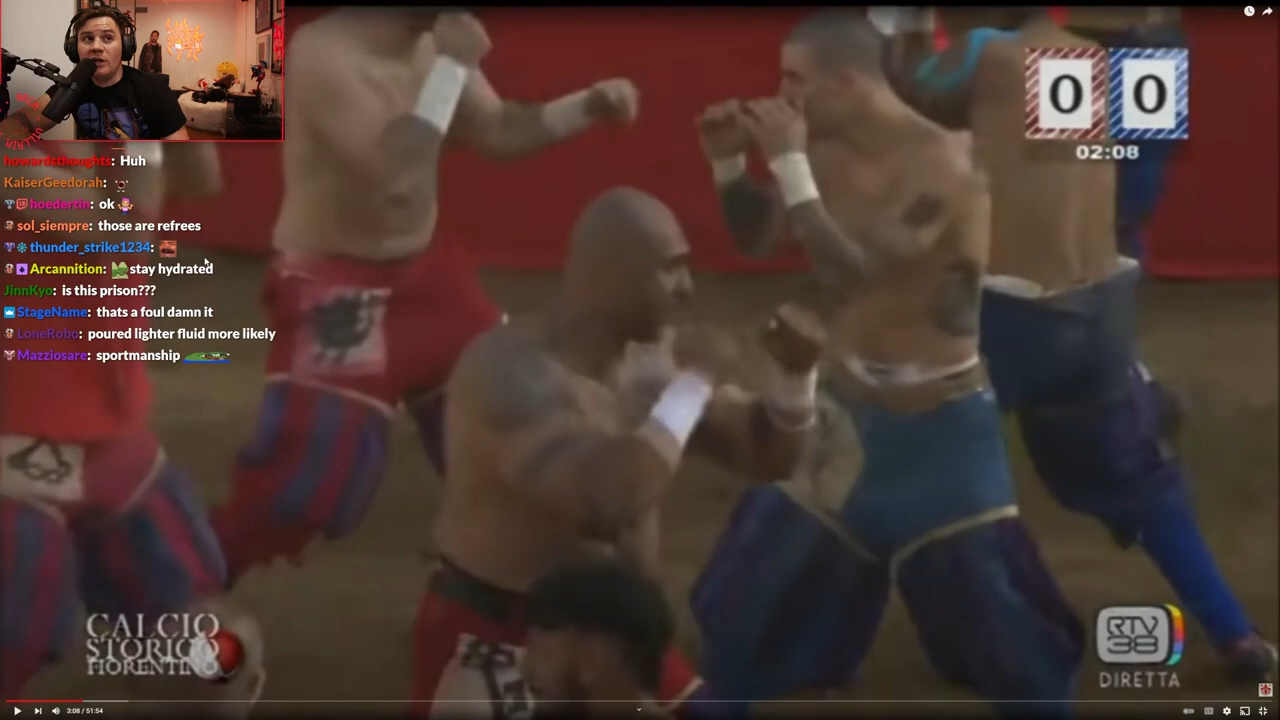 howardsthoughts: Huh
KaiserGeedorah:
hoedertin: ok
sol_siempre: those are refrees
thunder_strike1234:
Arcannition: stay hydrated
JinnKyo: is this prison???
StageName: thats a foul damn it
LoneRobo: poured lighter fluid more likely
Mazziosare: sportmanship
0 0
02:08
CALCIO
STORICO
FIORENTINO
RTV
38
DIRETTA
3:08 / 51:54